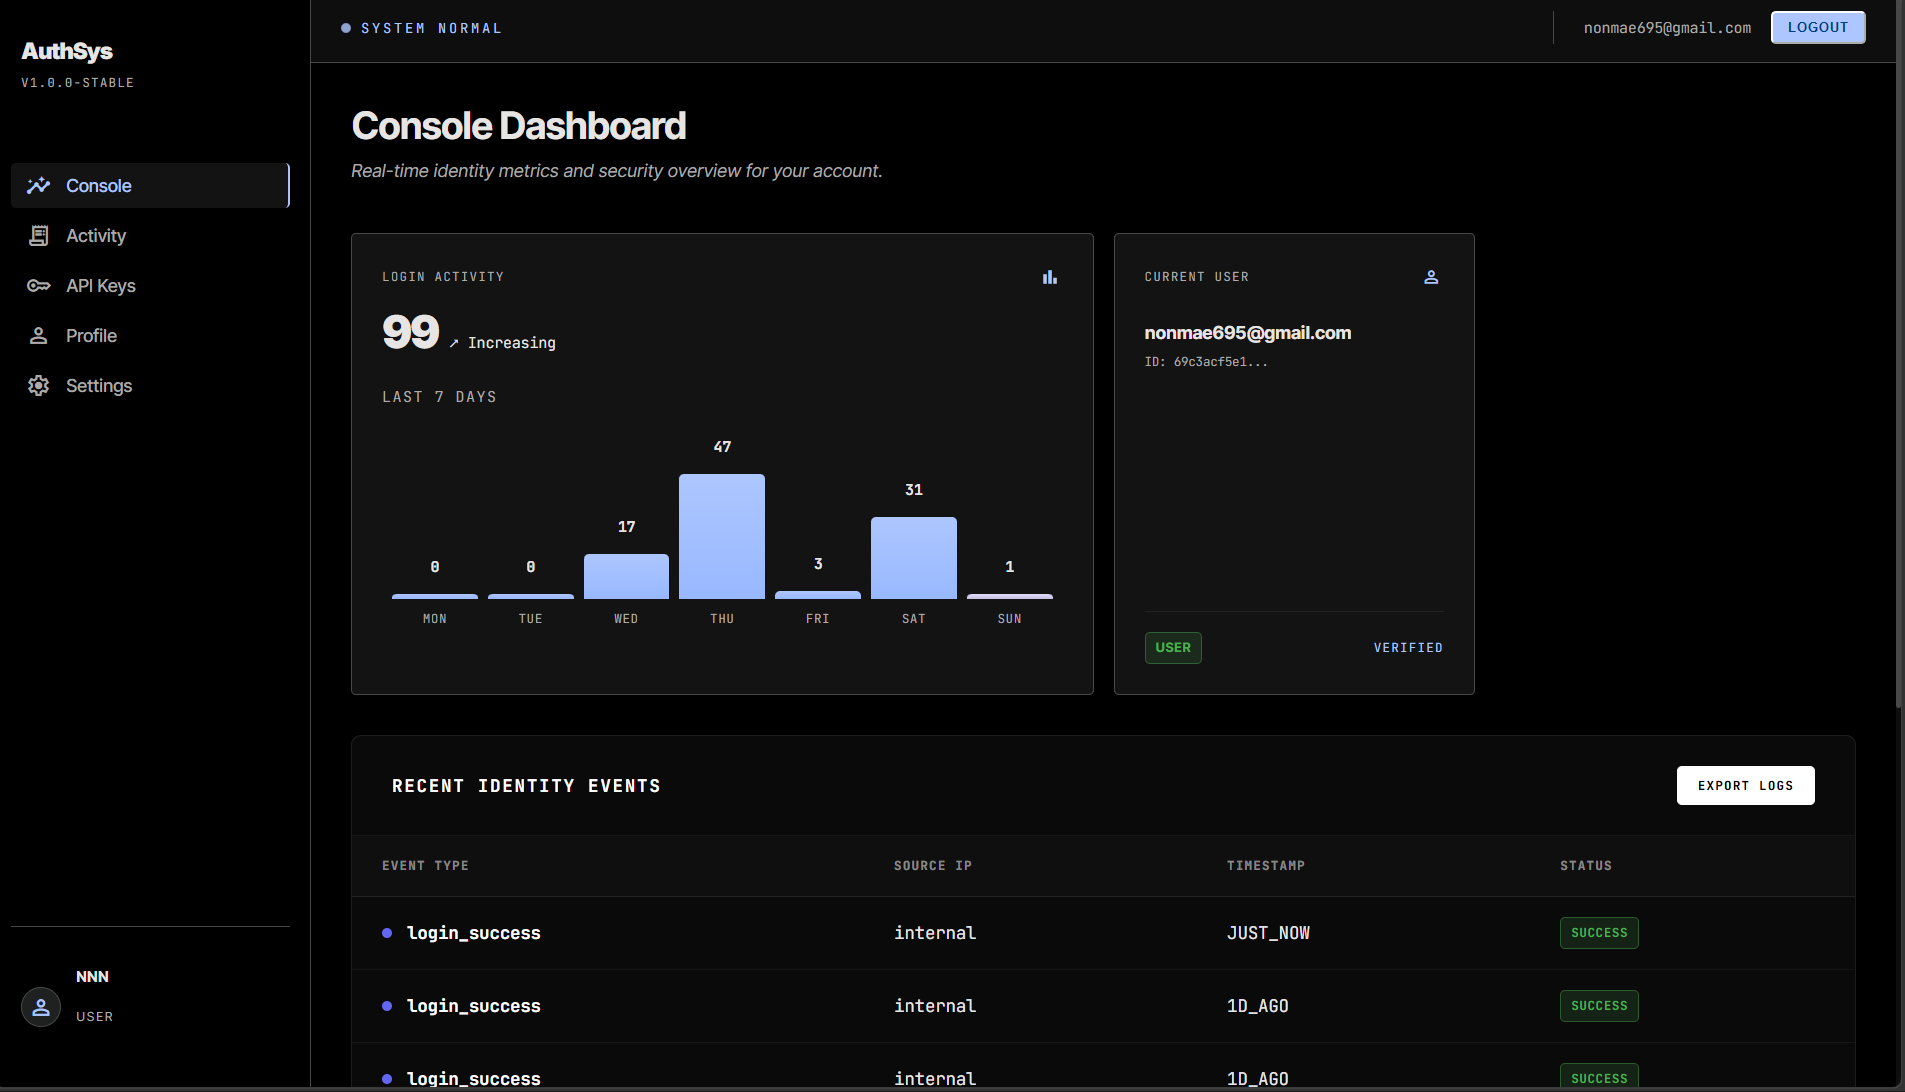 AuthSys
V1.0.0-STABLE
Console
Activity
API Keys
Profile
Settings
NNN
USER
SYSTEM NORMAL
nonmae695@gmail.com
LOGOUT
Console Dashboard
Real-time identity metrics and security overview for your account.
LOGIN ACTIVITY
99 ↗ Increasing
LAST 7 DAYS
0 0 17 47 3 31 1
MON TUE WED THU FRI SAT SUN
CURRENT USER
nonmae695@gmail.com
ID: 69c3acf5e1...
USER VERIFIED
RECENT IDENTITY EVENTS
EXPORT LOGS
EVENT TYPE SOURCE IP TIMESTAMP STATUS
login_success internal JUST_NOW SUCCESS
login_success internal 1D_AGO SUCCESS
login_success internal 1D_AGO SUCCESS